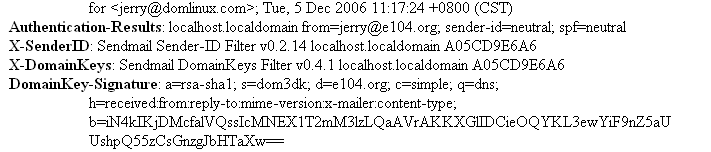 for <jerry@domlinux.com>; Tue, 5 Dec 2006 11:17:24 +0800 (CST)
Authentication-Results: localhost.localdomain from=jerry@e104.org; sender-id=neutral; spf=neutral
X-SenderID: Sendmail Sender-ID Filter v0.2.14 localhost.localdomain A05CD9E6A6
X-DomainKeys: Sendmail DomainKeys Filter v0.4.1 localhost.localdomain A05CD9E6A6
DomainKey-Signature: a=rsa-sha1; s=dom3dk; d=e104.org; c=simple; q=dns;
h=received:from:reply-to:mime-version:x-mailer:content-type;
b=iN4kIKjDMcfalVQssIcMNEX1T2mM3lzLQaAVrAKKXGlIDCieOQYKL3ewYiF9nZ5aU
UshpQ55zCsGnzgJbHTaXw==